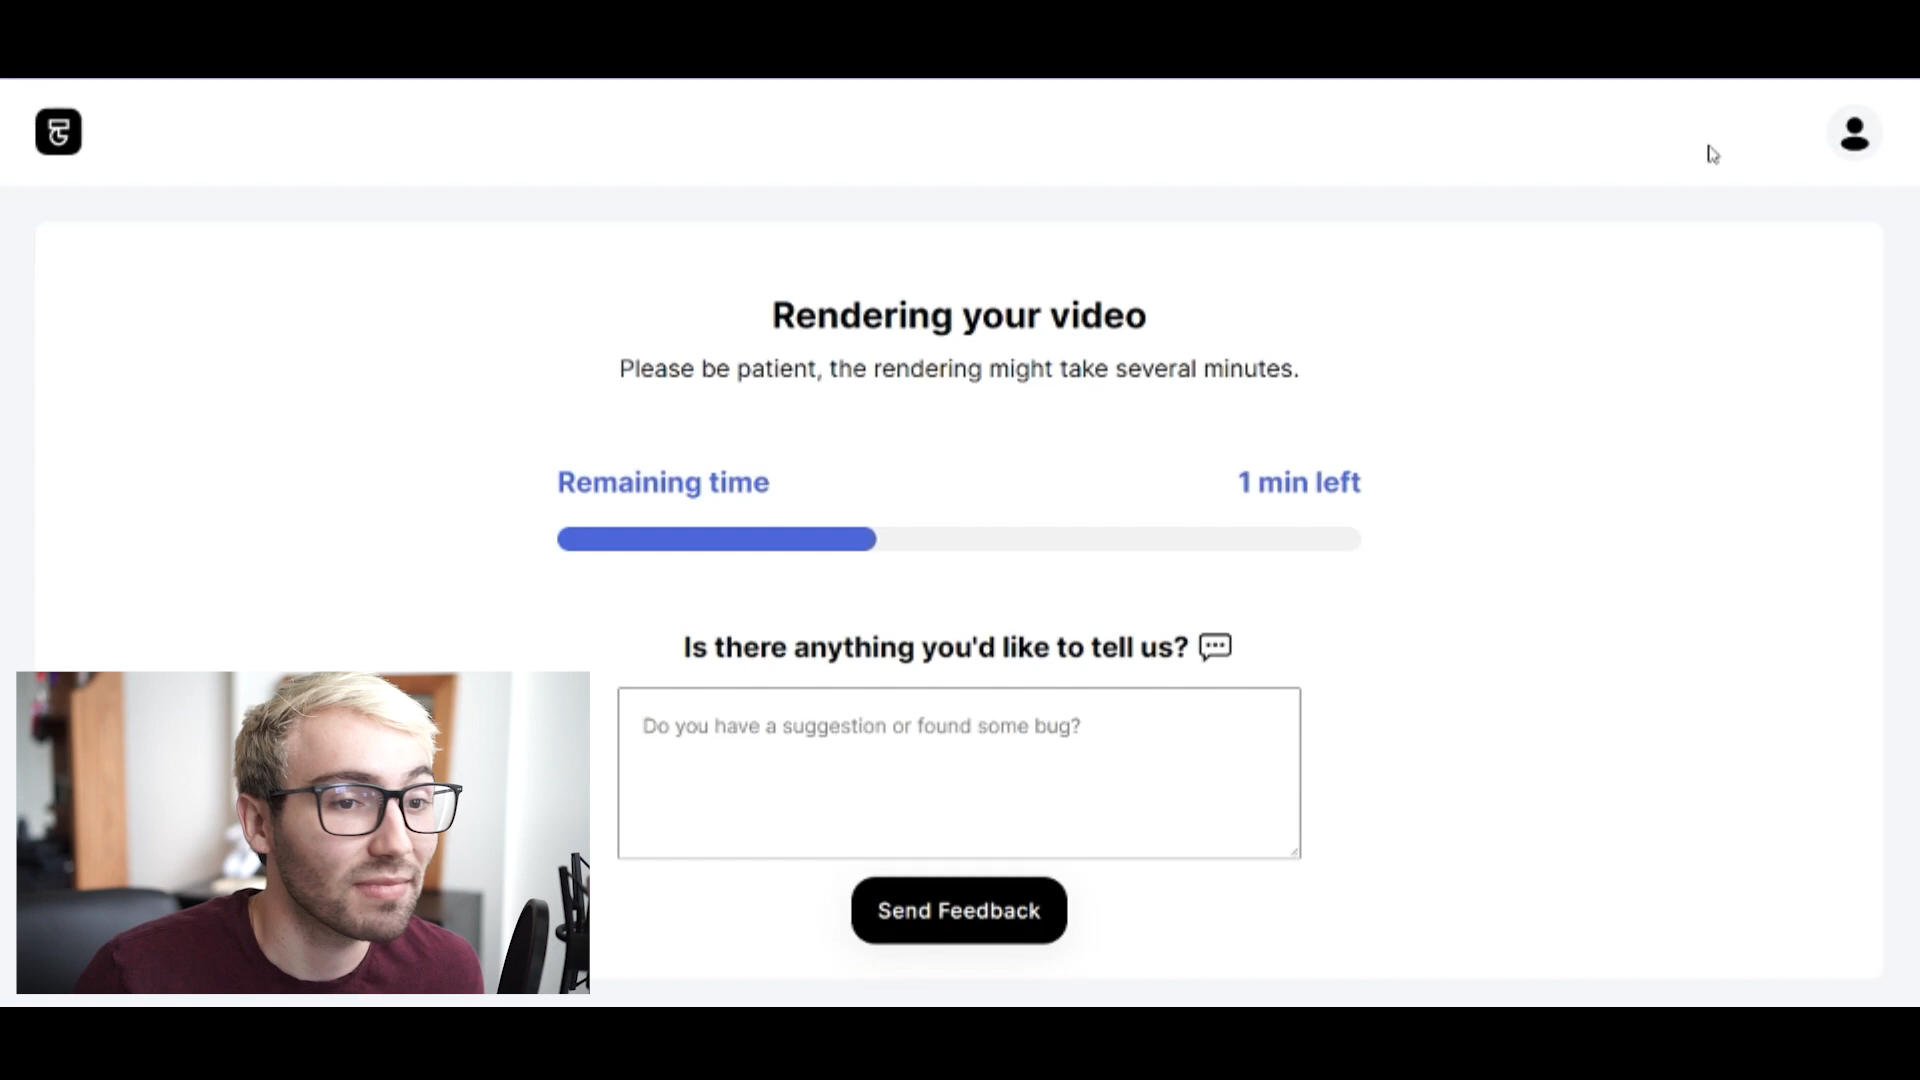 Rendering your video
Please be patient, the rendering might take several minutes.
Remaining time
1 min left
Is there anything you'd like to tell us?
Do you have a suggestion or found some bug?
Send Feedback